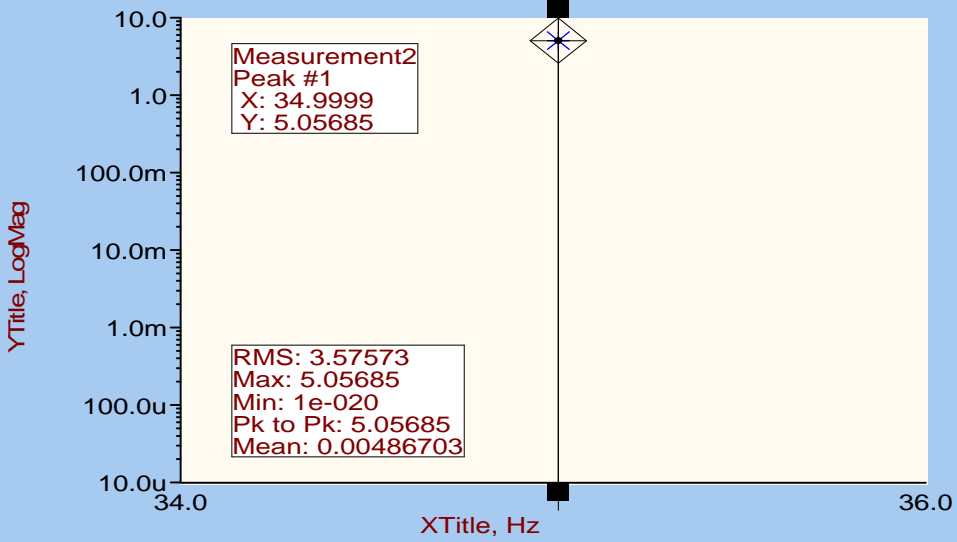 10.0
1.0
100.0m
10.0m
1.0m
100.0u
10.0u
YTitle, LogMag
Measurement2
Peak #1
X: 34.9999
Y: 5.05685
RMS: 3.57573
Max: 5.05685
Min: 1e-020
Pk to Pk: 5.05685
Mean: 0.00486703
34.0
36.0
XTitle, Hz